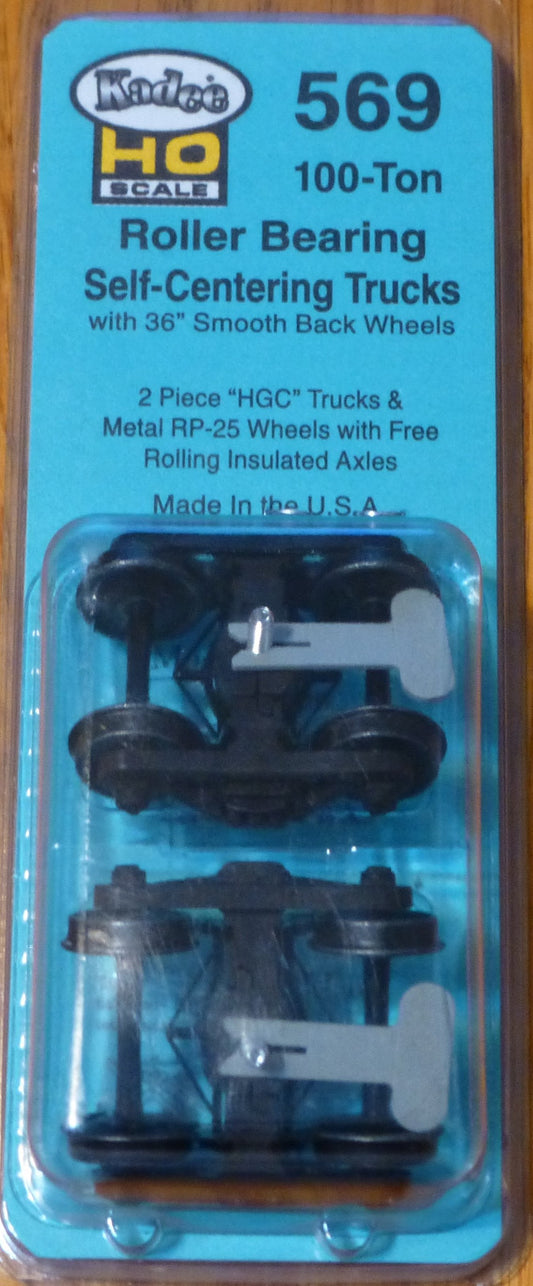 Kadee
HO
SCALE
569
100-Ton
Roller Bearing
Self-Centering Trucks
with 36” Smooth Back Wheels
2 Piece “HGC” Trucks &
Metal RP-25 Wheels with Free
Rolling Insulated Axles
Made In the U.S.A.